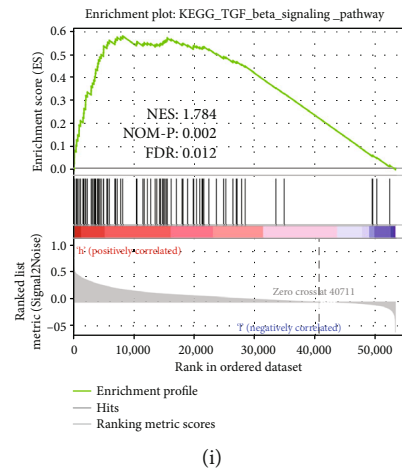 Enrichment plot: KEGG_TGF_beta_signaling _pathway
Enrichment score (ES)
0.6
0.5
0.4
0.3
0.2
0.1
0.0
NES: 1.784
NOM-P: 0.002
FDR: 0.012
Ranked list
metric (Signal2Noise)
1.0
0.5
0.0
−05
'h' (positively correlated)
Zero cross at 40711
'l' (negatively correlated)
0
10,000
20,000
30,000
40,000
50,000
Rank in ordered dataset
Enrichment profile
Hits
Ranking metric scores
(i)